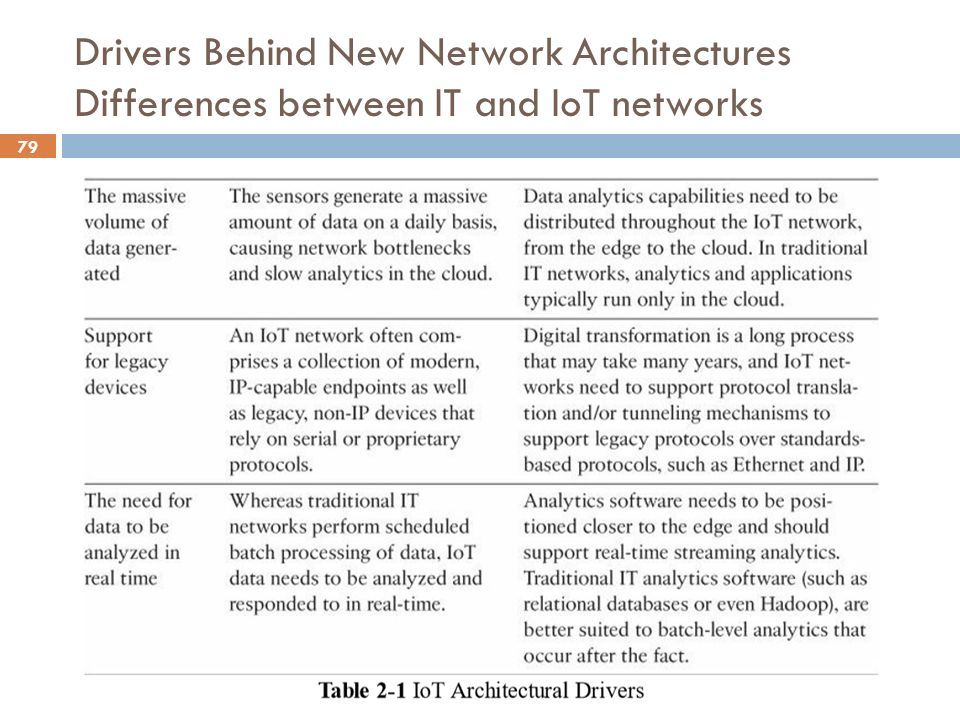 Drivers Behind New Network Architectures
Differences between IT and IoT networks
79
The massive
volume of
data gener-
ated
The sensors generate a massive
amount of data on a daily basis,
causing network bottlenecks
and slow analytics in the cloud.
Data analytics capabilities need to be
distributed throughout the IoT network,
from the edge to the cloud. In traditional
IT networks, analytics and applications
typically run only in the cloud.
Support
for legacy
devices
An IoT network often com-
prises a collection of modern,
IP-capable endpoints as well
as legacy, non-IP devices that
rely on serial or proprietary
protocols.
Digital transformation is a long process
that may take many years, and IoT net-
works need to support protocol transla-
tion and/or tunneling mechanisms to
support legacy protocols over standards-
based protocols, such as Ethernet and IP.
The need for
data to be
analyzed in
real time
Whereas traditional IT
networks perform scheduled
batch processing of data, IoT
data needs to be analyzed and
responded to in real-time.
Analytics software needs to be posi-
tioned closer to the edge and should
support real-time streaming analytics.
Traditional IT analytics software (such as
relational databases or even Hadoop), are
better suited to batch-level analytics that
occur after the fact.
Table 2-1 IoT Architectural Drivers